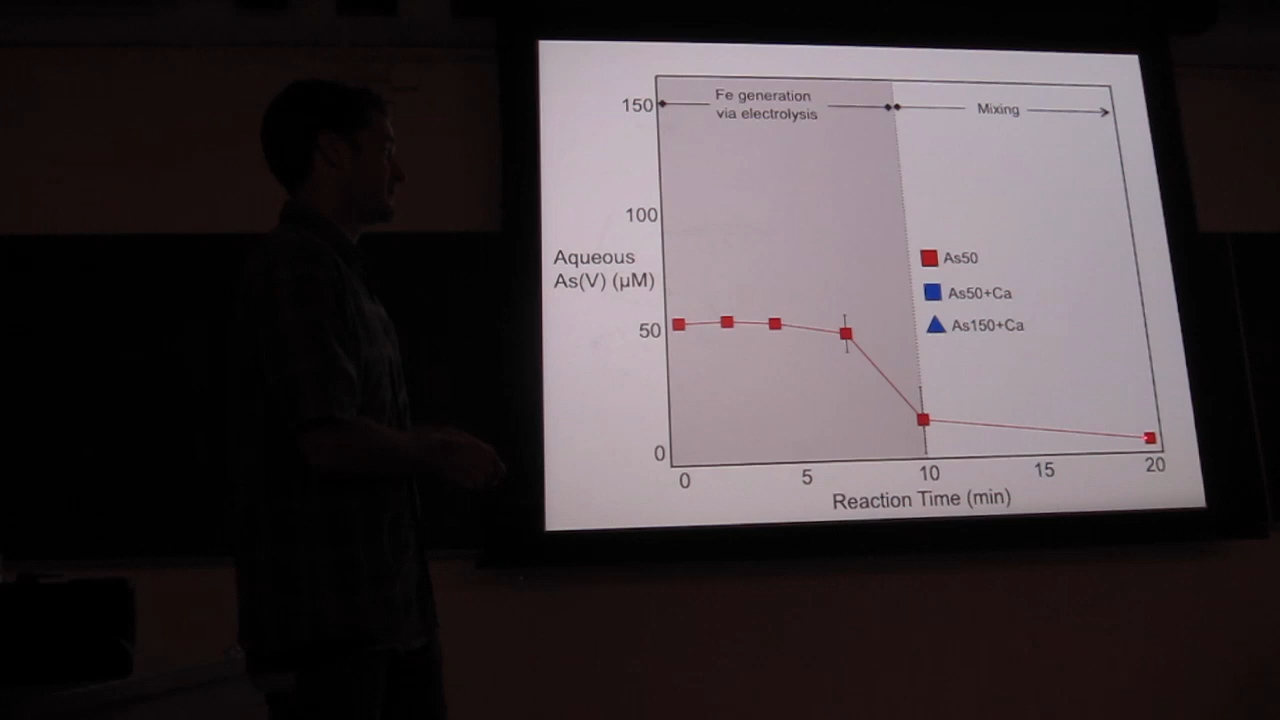 Fe generation
via electrolysis
Mixing
150
100
50
0
Aqueous
As(V) (µM)
As50
As50+Ca
As150+Ca
0 5 10 15 20
Reaction Time (min)